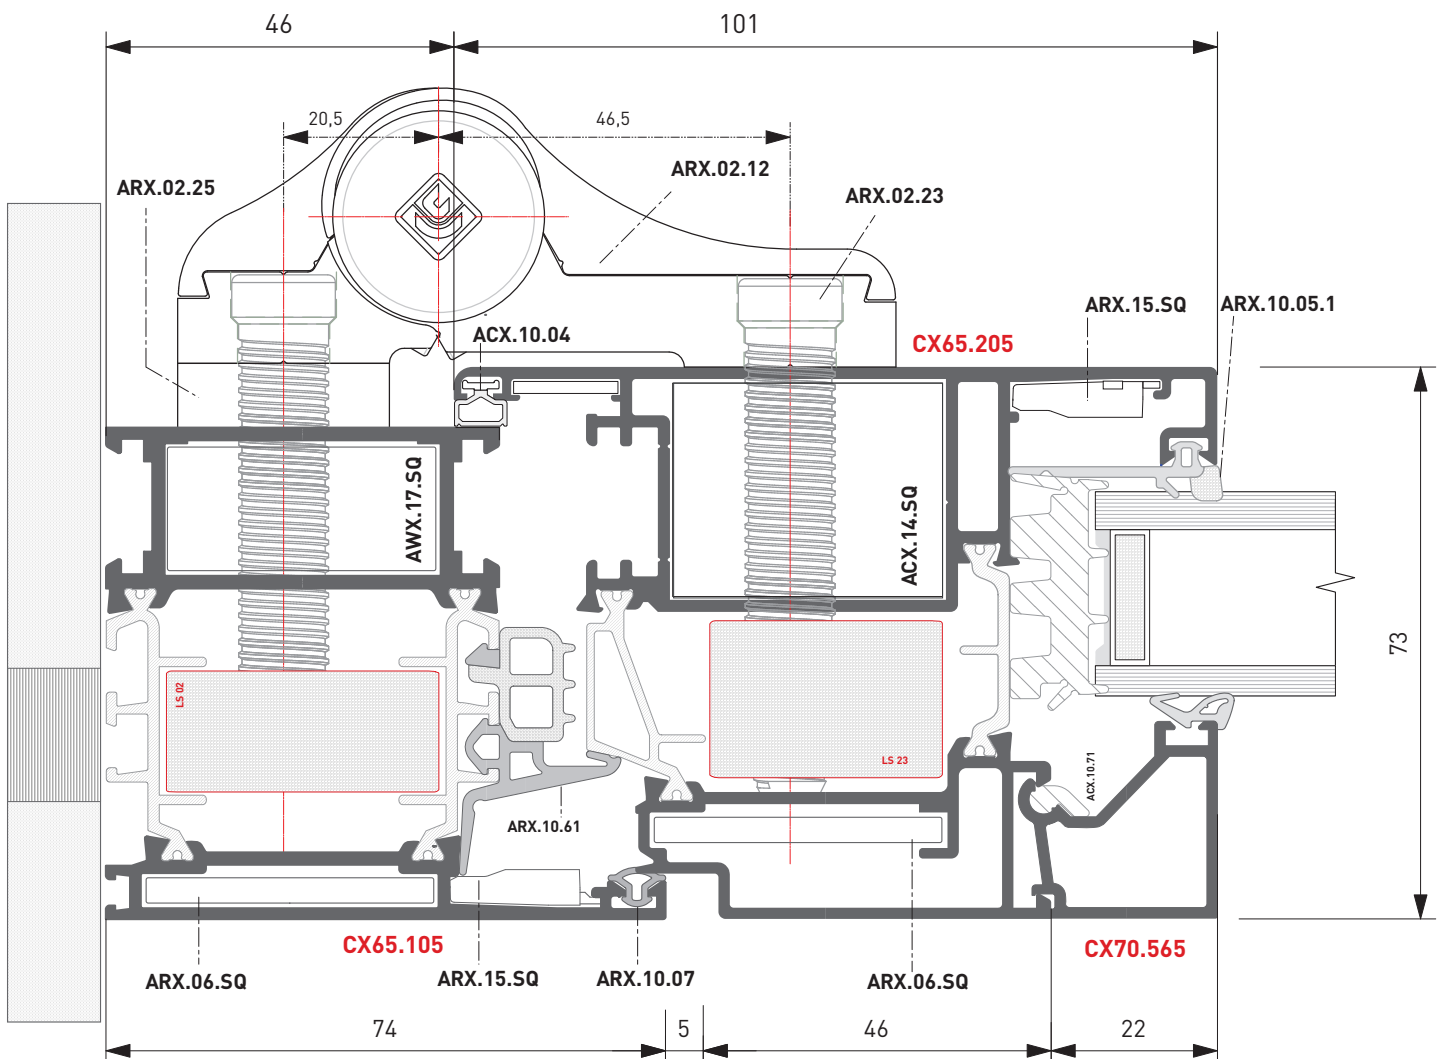 46
101
20,5
46,5
ARX.02.25
ARX.02.12
ARX.02.23
ACX.10.04
CX65.205
ARX.15.SQ
ARX.10.05.1
AWX.17.SQ
ACX.14.SQ
73
LS 02
LS 23
ACX.10.71
ARX.10.61
CX65.105
CX70.565
ARX.06.SQ
ARX.15.SQ
ARX.10.07
ARX.06.SQ
74
5
46
22